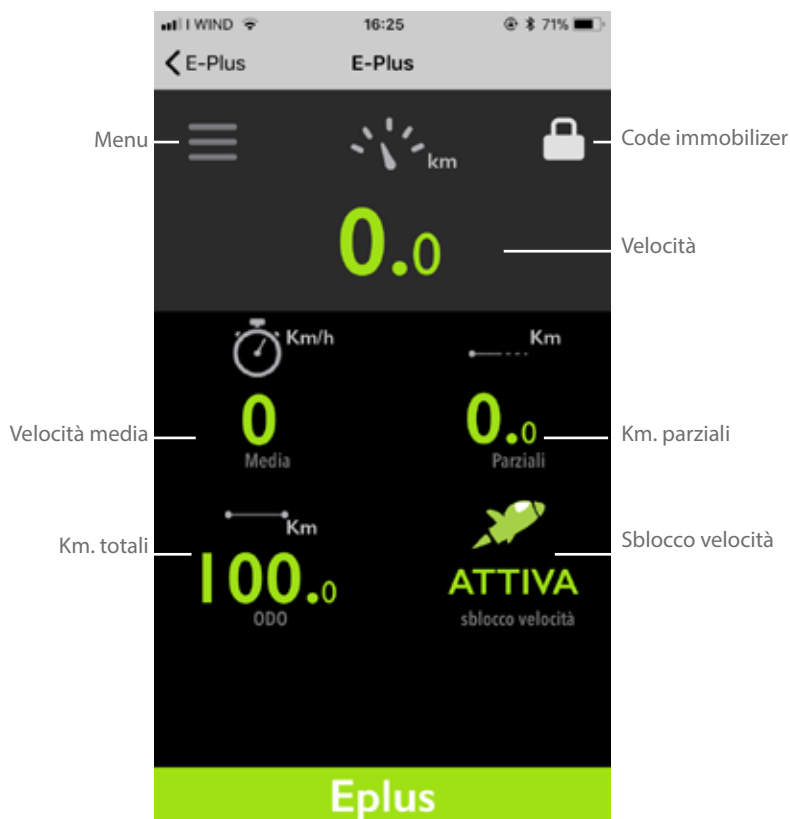 I WIND 16:25 71%
E-Plus E-Plus
Menu
km
Code immobilizer
0.0
Velocità
Km/h
Km
Velocità media
0
0.0
Km. parziali
Media
Parziali
Km
Km. totali
100.0
ATTIVA
Sblocco velocità
ODO
sblocco velocità
Eplus